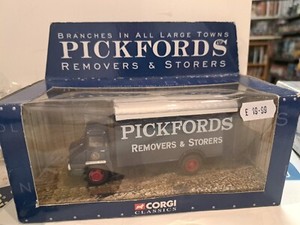 BRANCHES IN ALL LARGE TOWNS
PICKFORDS
REMOVERS & STORERS
PICKFORDS
REMOVERS & STORERS
CORGI
CLASSICS